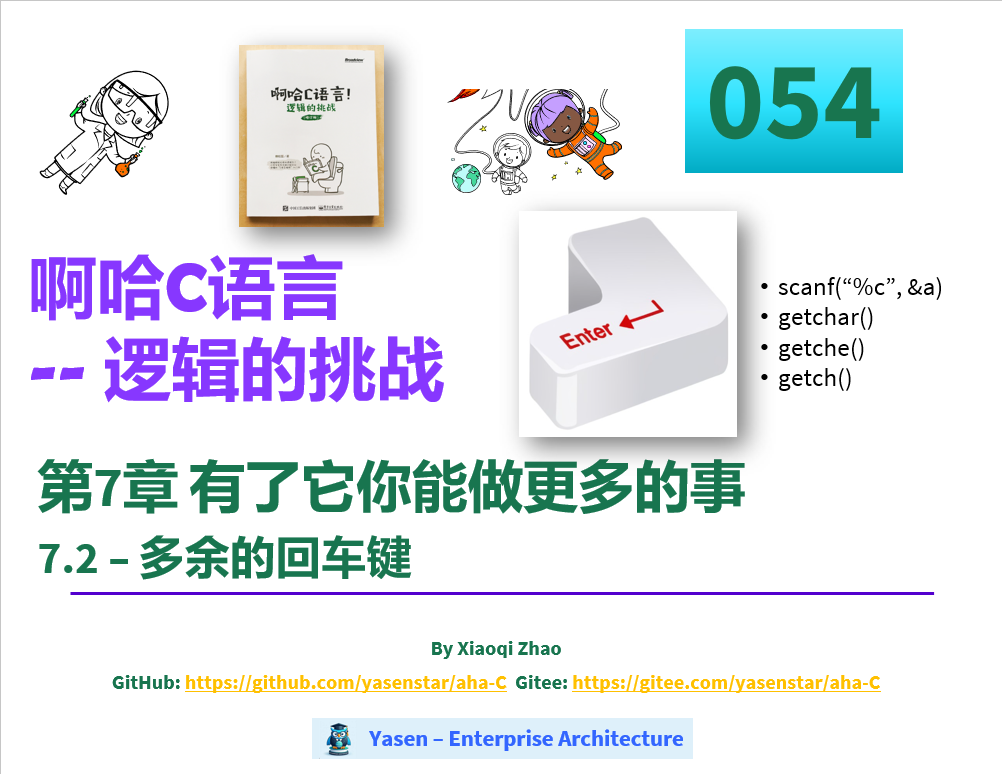 054
啊哈C语言!
逻辑的挑战
Enter
• scanf(“%c”, &a)
• getchar()
• getche()
• getch()
啊哈C语言
-- 逻辑的挑战
第7章 有了它你能做更多的事
7.2 – 多余的回车键
By Xiaoqi Zhao
GitHub: https://github.com/yasenstar/aha-C Gitee: https://gitee.com/yasenstar/aha-C
Yasen – Enterprise Architecture